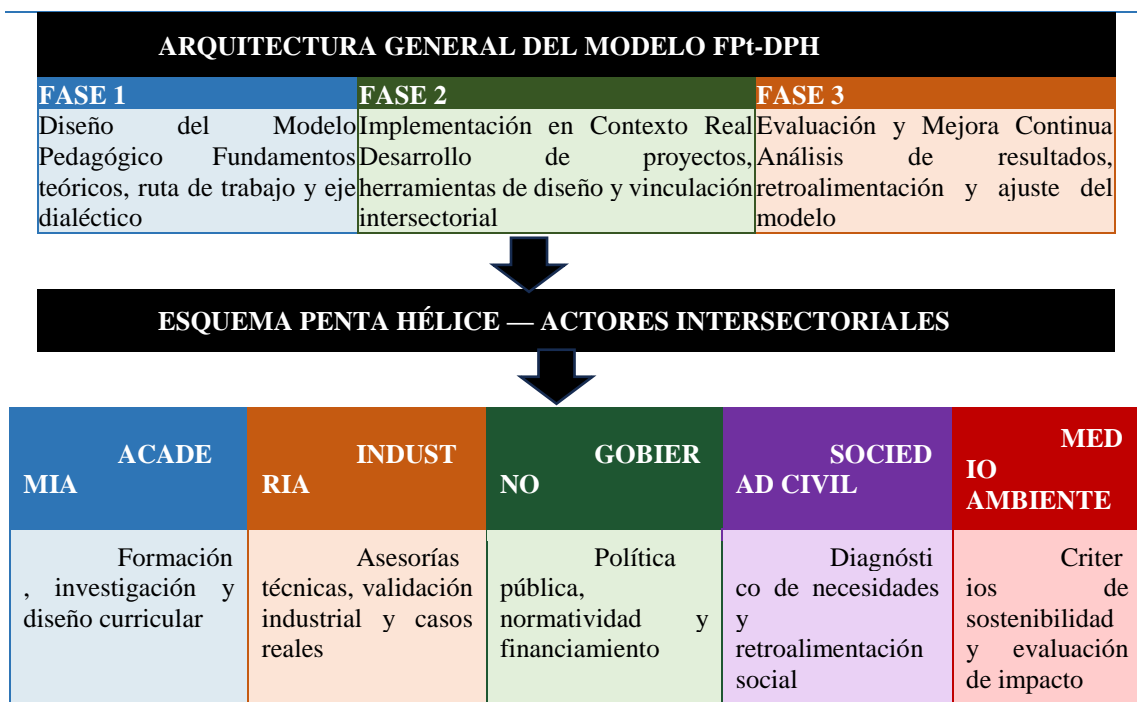 ARQUITECTURA GENERAL DEL MODELO FPt-DPH
FASE 1
Diseño del Modelo
Pedagógico Fundamentos
teóricos, ruta de trabajo y eje
dialéctico
FASE 2
Implementación en Contexto Real
Desarrollo de proyectos,
herramientas de diseño y vinculación
intersectorial
FASE 3
Evaluación y Mejora Continua
Análisis de resultados,
retroalimentación y ajuste del
modelo
ESQUEMA PENTA HÉLICE — ACTORES INTERSECTORIALES
ACADE
MIA
Formación
, investigación y
diseño curricular
INDUST
RIA
Asesorías
técnicas, validación
industrial y casos
reales
GOBIER
NO
Política
pública,
normatividad y
financiamiento
SOCIED
AD CIVIL
Diagnósti
co de necesidades
y
retroalimentación
social
MED
IO
AMBIENTE
Criter
ios de
sostenibilidad
y evaluación
de impacto